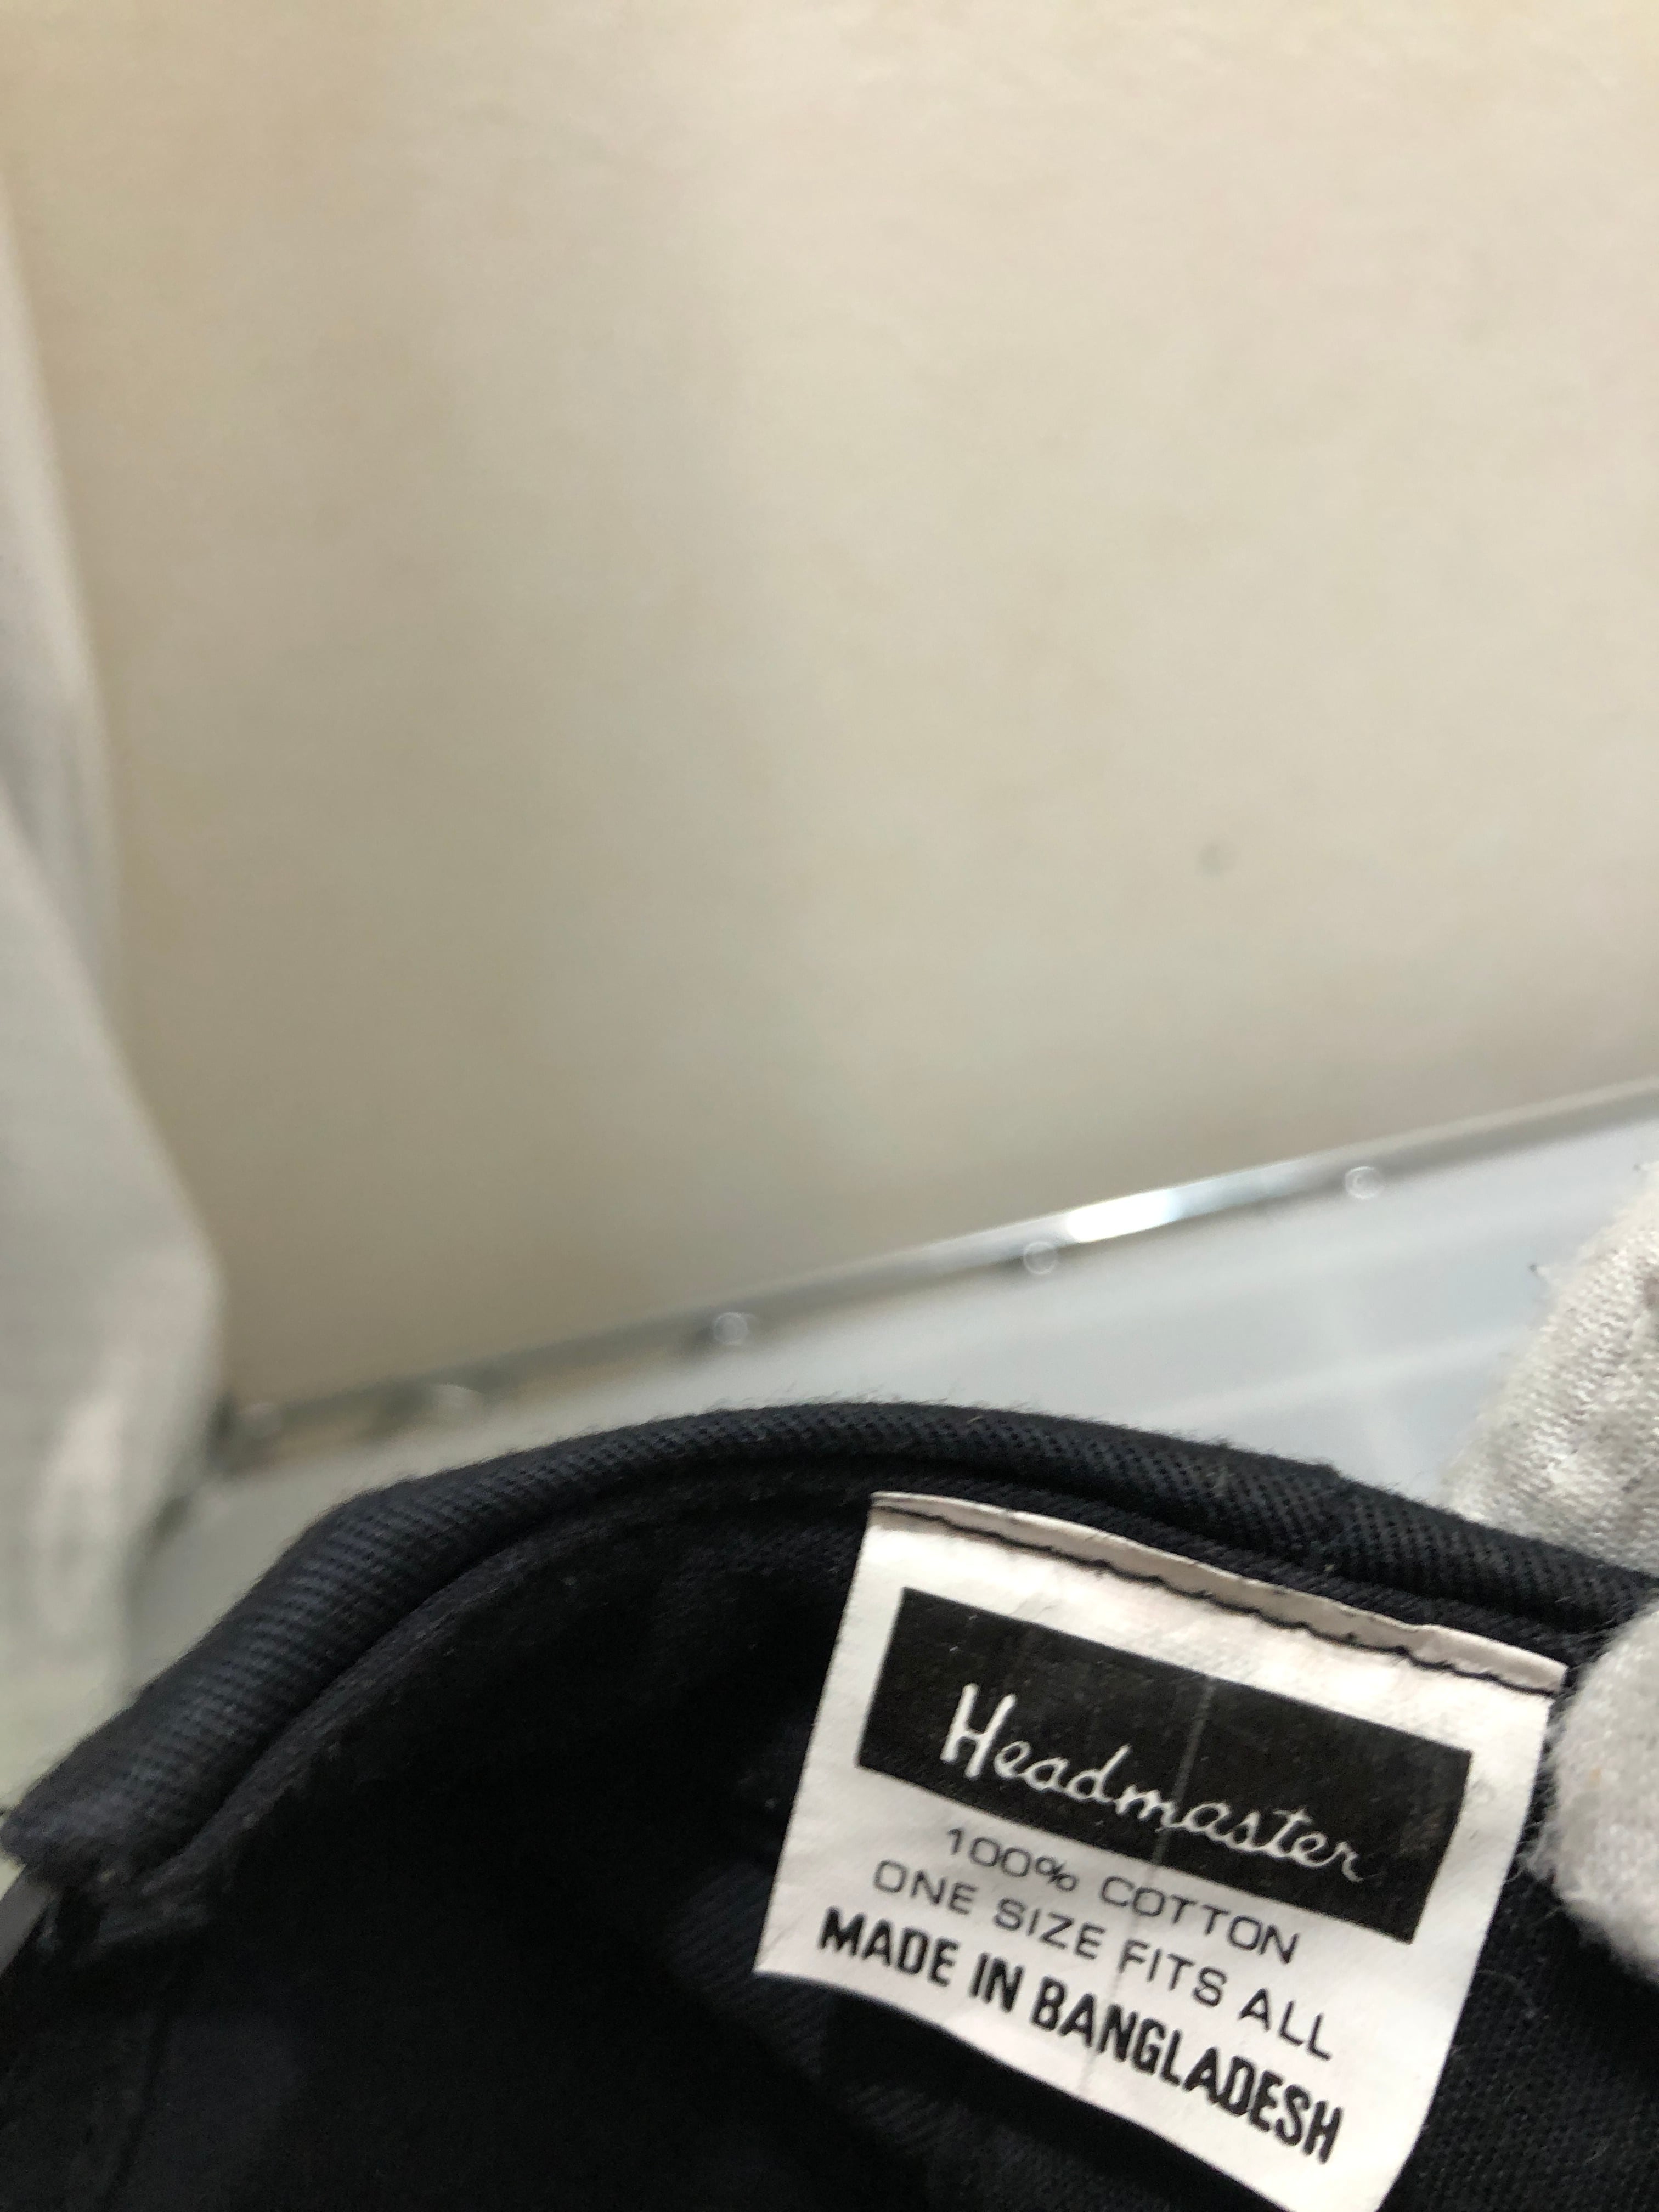 Headmaster
100% COTTON
ONE SIZE FITS ALL
MADE IN BANGLADESH